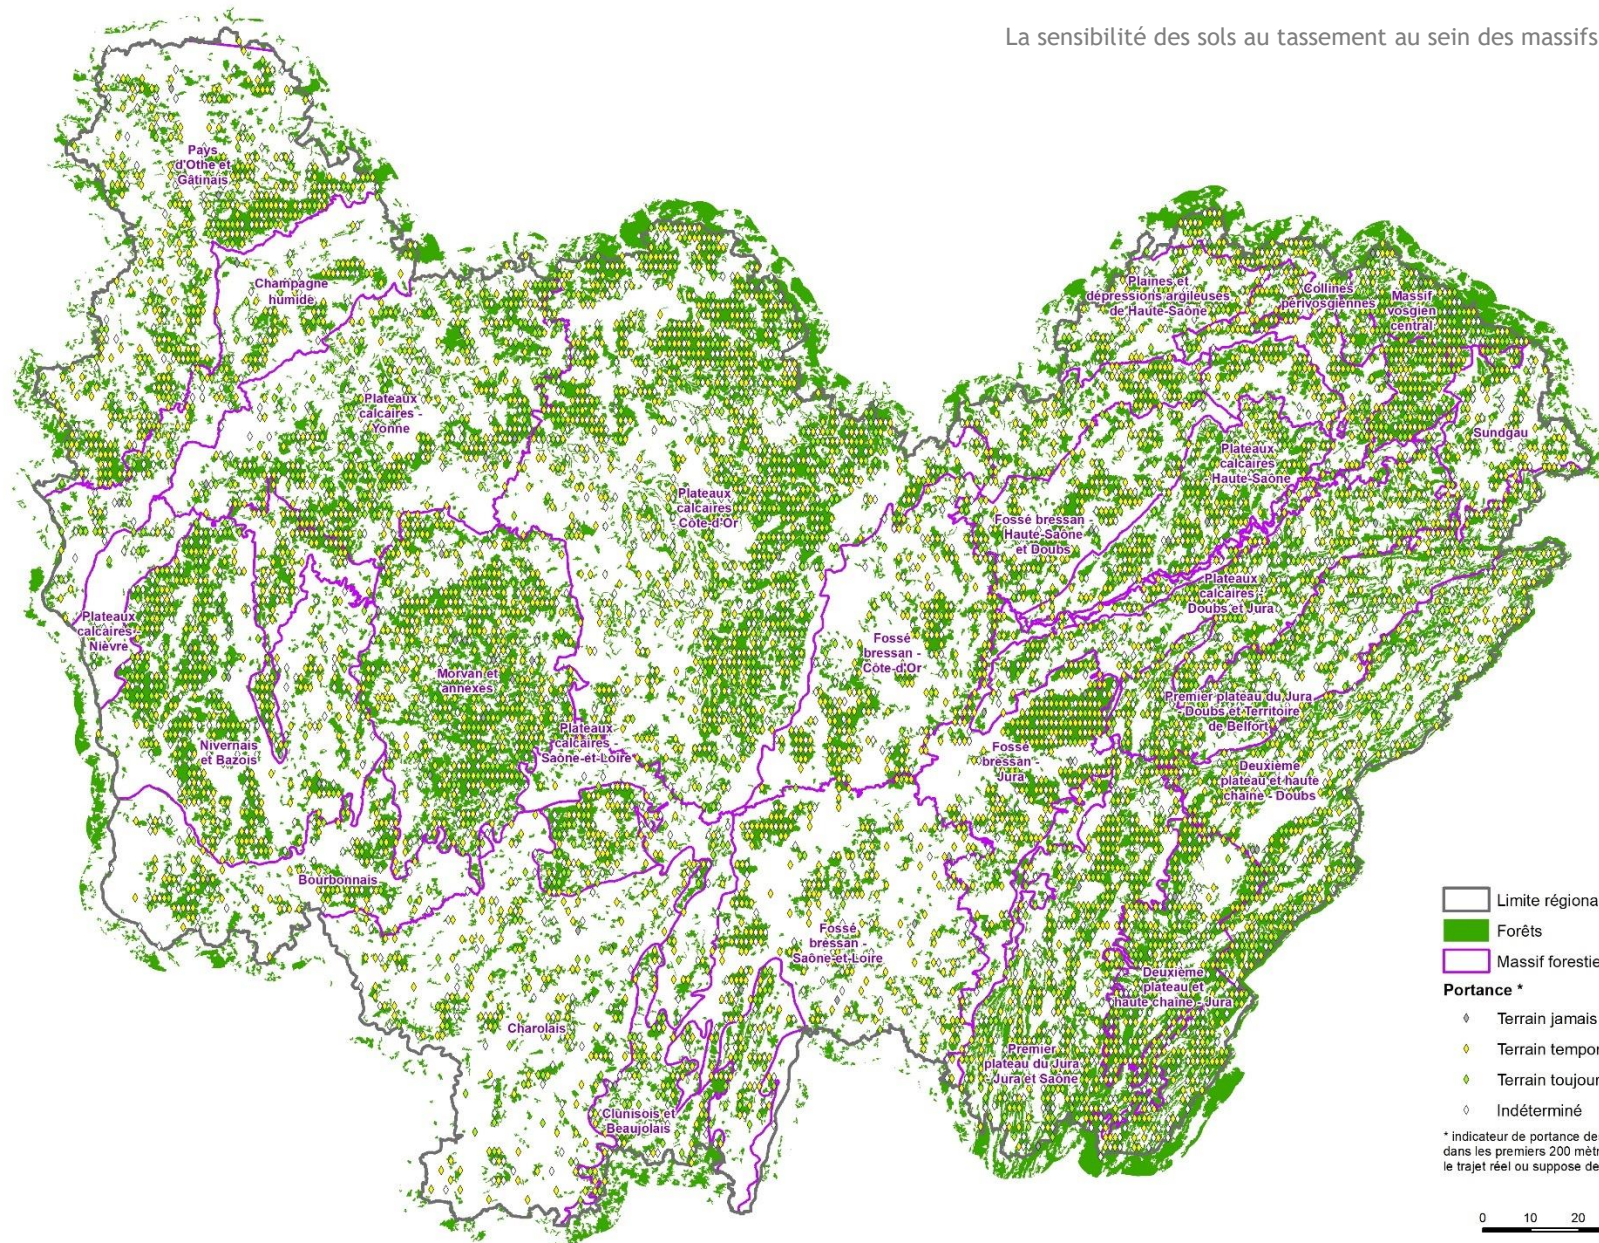 La sensibilité des sols au tassement au sein des massifs
Pays
d'Othe et
Gâtinais
Champagne
humide
Plateaux
calcaires -
Yonne
Plateaux
calcaires
Côte-d'Or
Plaines et
dépressions argileuses
de Haute-Saône
Collines
périvosgiennes
Massif
vosgien
central
Sundgau
Plateaux
calcaires
- Haute-Saône
Fossé bressan -
Haute-Saône
et Doubs
Plateaux
calcaires -
Doubs et Jura
Plateaux
calcaires -
Nièvre
Fossé
bressan -
Côte-d'Or
Morvan et
annexes
Nivernais
et Bazois
Plateaux
calcaires -
Saône-et-Loire
Premier plateau du Jura
- Doubs et Territoire
de Belfort
Fossé
bressan -
Jura
Deuxième
plateau et haute
chaîne - Doubs
Bourbonnais
Fossé
bressan -
Saône-et-Loire
Deuxième
plateau et
haute chaîne - Jura
Charolais
Premier
plateau du Jura
- Jura et Saône
Clunisois et
Beaujolais
Limite régiona
Forêts
Massif forestie
Portance *
Terrain jamais
Terrain tempor
Terrain toujour
Indéterminé
* indicateur de portance de
dans les premiers 200 mètr
le trajet réel ou suppose de
0 10 20